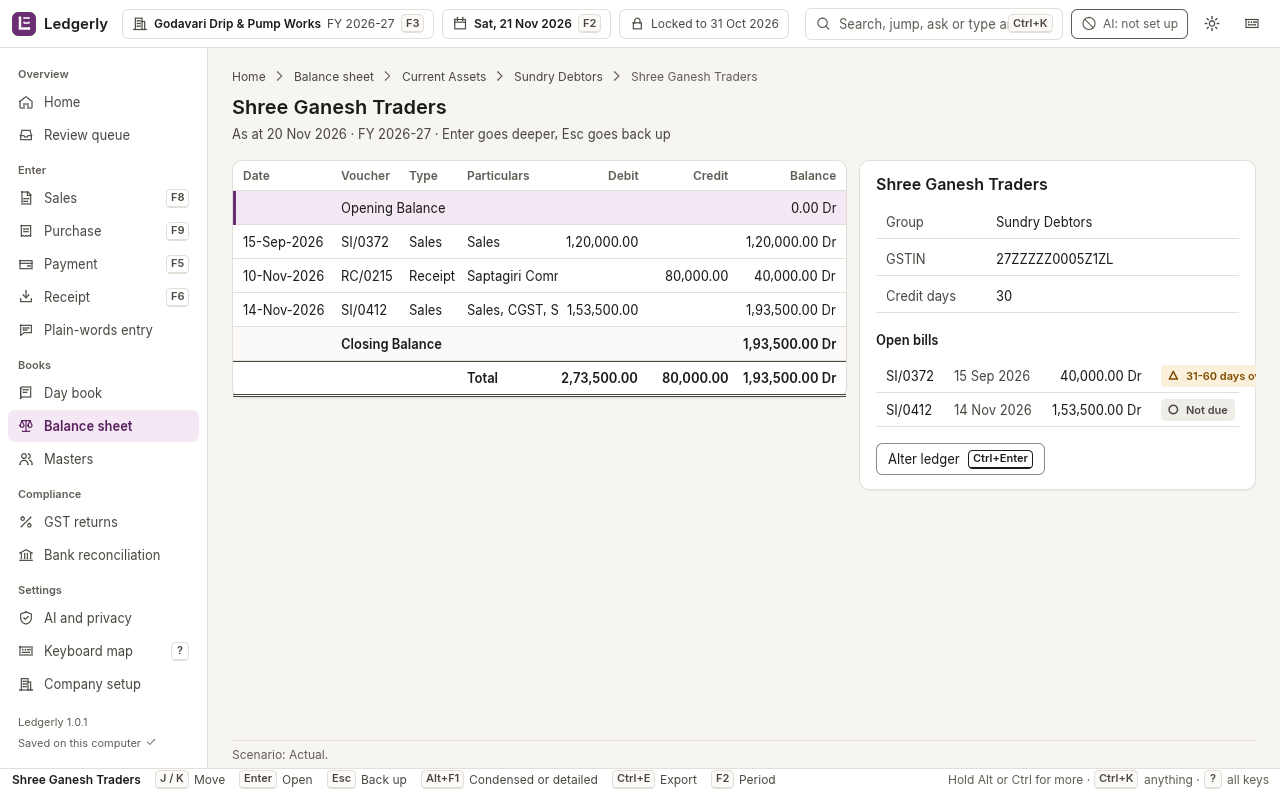 Ledgerly
Godavari Drip & Pump Works FY 2026-27 F3
Sat, 21 Nov 2026 F2
Locked to 31 Oct 2026
Search, jump, ask or type a Ctrl+K
AI: not set up
Overview
Home
Review queue
Enter
Sales F8
Purchase F9
Payment F5
Receipt F6
Plain-words entry
Books
Day book
Balance sheet
Masters
Compliance
GST returns
Bank reconciliation
Settings
AI and privacy
Keyboard map ?
Company setup
Ledgerly 1.0.1
Saved on this computer
Home Balance sheet Current Assets Sundry Debtors Shree Ganesh Traders
Shree Ganesh Traders
As at 20 Nov 2026 · FY 2026-27 · Enter goes deeper, Esc goes back up
Date Voucher Type Particulars Debit Credit Balance
Opening Balance 0.00 Dr
15-Sep-2026 SI/0372 Sales Sales 1,20,000.00 1,20,000.00 Dr
10-Nov-2026 RC/0215 Receipt Saptagiri Comr 80,000.00 40,000.00 Dr
14-Nov-2026 SI/0412 Sales Sales, CGST, S 1,53,500.00 1,93,500.00 Dr
Closing Balance 1,93,500.00 Dr
Total 2,73,500.00 80,000.00 1,93,500.00 Dr
Shree Ganesh Traders
Group Sundry Debtors
GSTIN 27ZZZZZ0005Z1ZL
Credit days 30
Open bills
SI/0372 15 Sep 2026 40,000.00 Dr 31-60 days ov
SI/0412 14 Nov 2026 1,53,500.00 Dr Not due
Alter ledger Ctrl+Enter
Scenario: Actual.
Shree Ganesh Traders J / K Move Enter Open Esc Back up Alt+F1 Condensed or detailed Ctrl+E Export F2 Period
Hold Alt or Ctrl for more · Ctrl+K anything · ? all keys